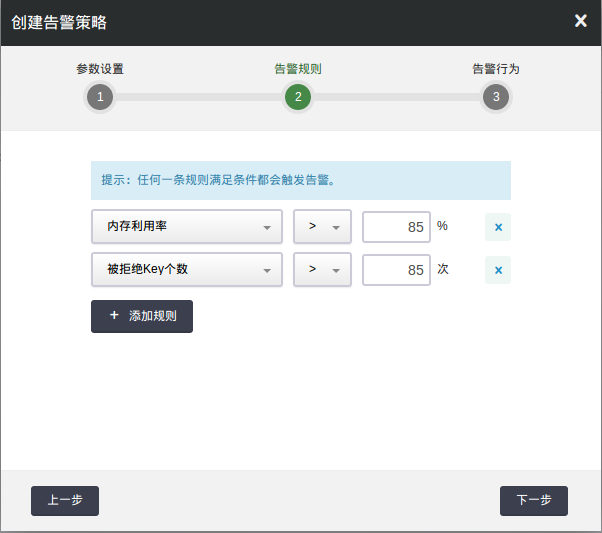 创建告警策略 ×
参数设置 告警规则 告警行为
1 2 3
提示：任何一条规则满足条件都会触发告警。
内存利用率 > 85 % x
被拒绝Key个数 > 85 次 x
+ 添加规则
上一步 下一步